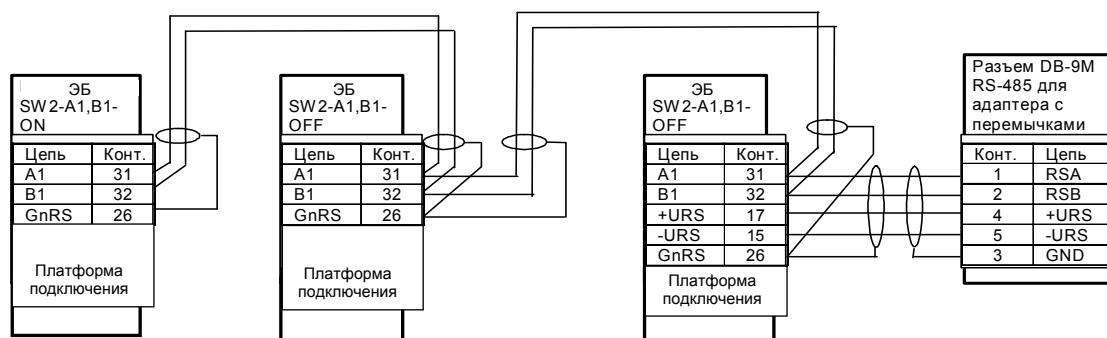 ЭБ
SW2-A1,B1-
ON
Цепь Конт.
A1 31
B1 32
GnRS 26
Платформа
подключения
ЭБ
SW2-A1,B1-
OFF
Цепь Конт.
A1 31
B1 32
GnRS 26
Платформа
подключения
ЭБ
SW2-A1,B1-
OFF
Цепь Конт.
A1 31
B1 32
+URS 17
-URS 15
GnRS 26
Платформа
подключения
Разъем DB-9M
RS-485 для
адаптера с
перемычками
Конт. Цепь
1 RSA
2 RSB
4 +URS
5 -URS
3 GND